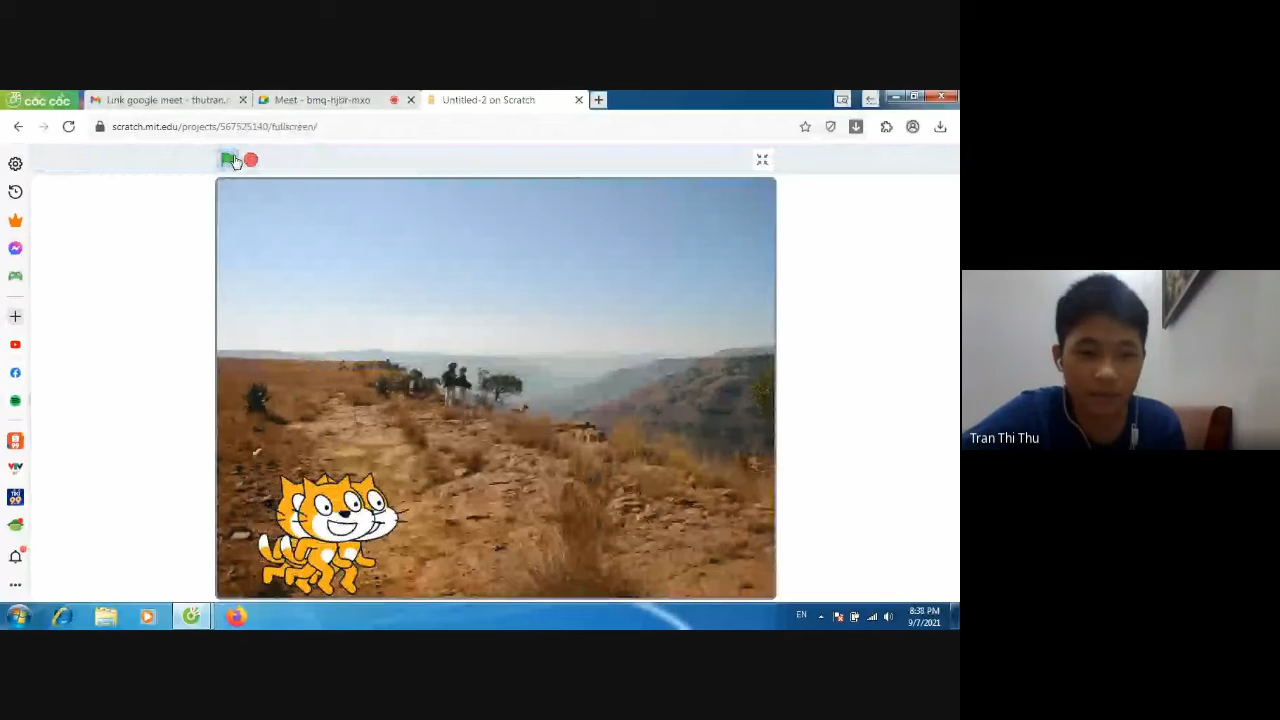 cốc cốc
Link google meet - thutran.
Meet - bmq-hjsr-mxo
Untitled-2 on Scratch
scratch.mit.edu/projects/567525140/fullscreen/
Tran Thi Thu
EN
8:38 PM
9/7/2021